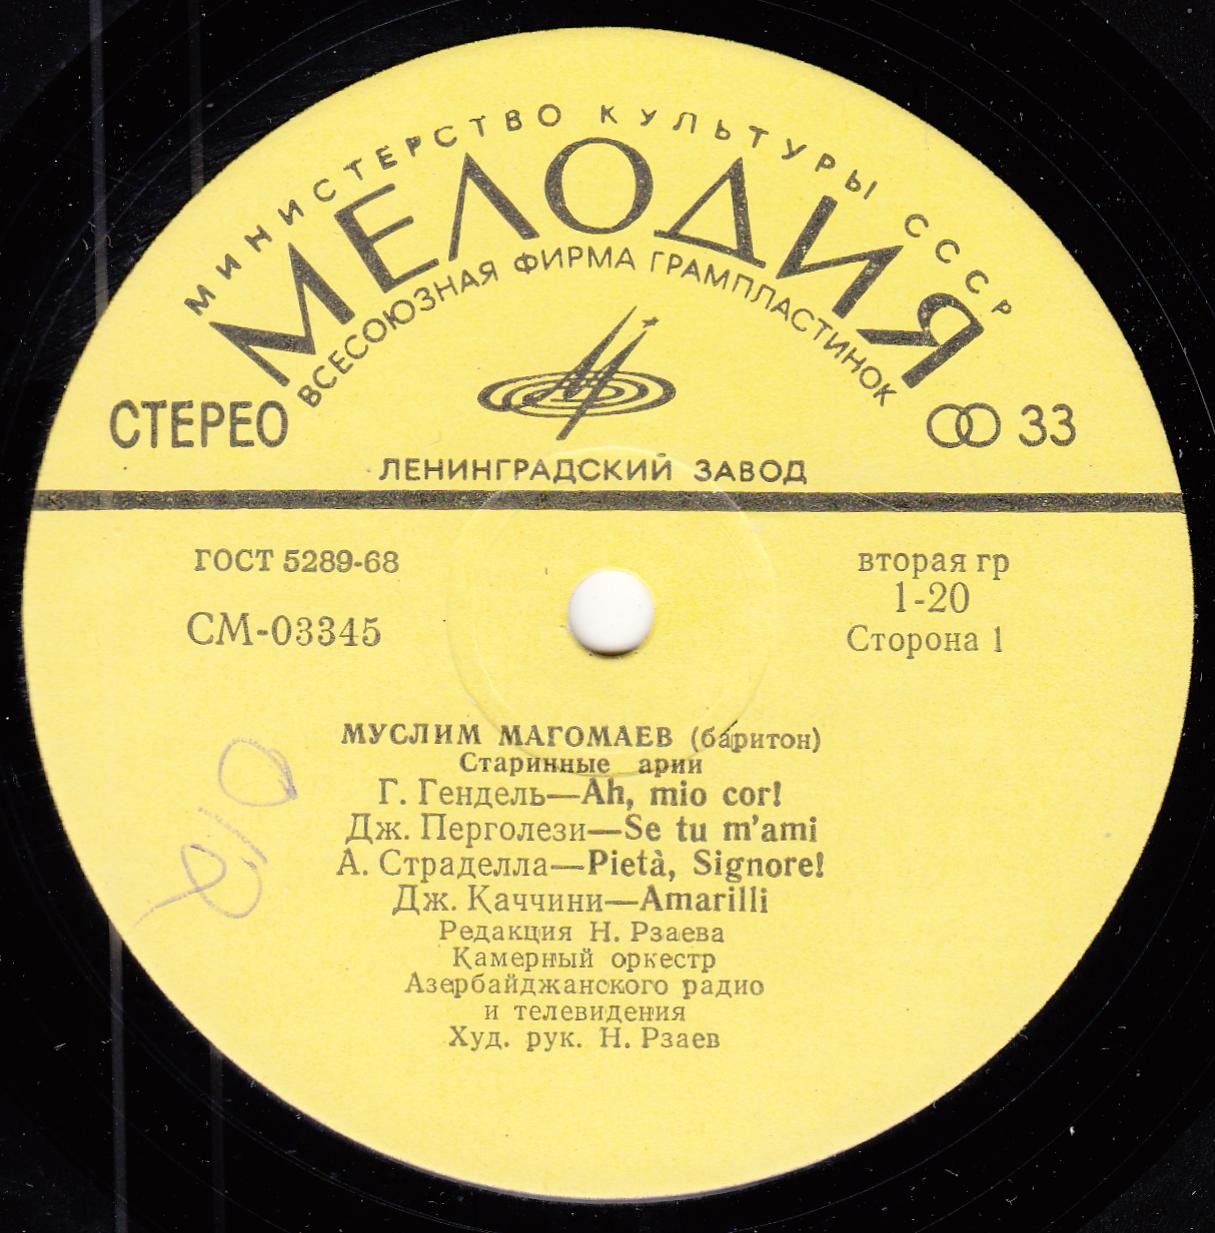 МИНИСТЕРСТВО КУЛЬТУРЫ СССР
МЕЛОДИЯ
ВСЕСОЮЗНАЯ ФИРМА ГРАМПЛАСТИНОК
СТЕРЕО
33
ЛЕНИНГРАДСКИЙ ЗАВОД
ГОСТ 5289-68
вторая гр
1-20
СМ-03345
Сторона 1
МУСЛИМ МАГОМАЕВ (баритон)
Старинные арии
Г. Гендель—Ah, mio cor!
Дж. Перголези—Se tu m'ami
А. Страделла—Pietà, Signore!
Дж. Каччини—Amarilli
Редакция Н. Рзаева
Камерный оркестр
Азербайджанского радио
и телевидения
Худ. рук. Н. Рзаев